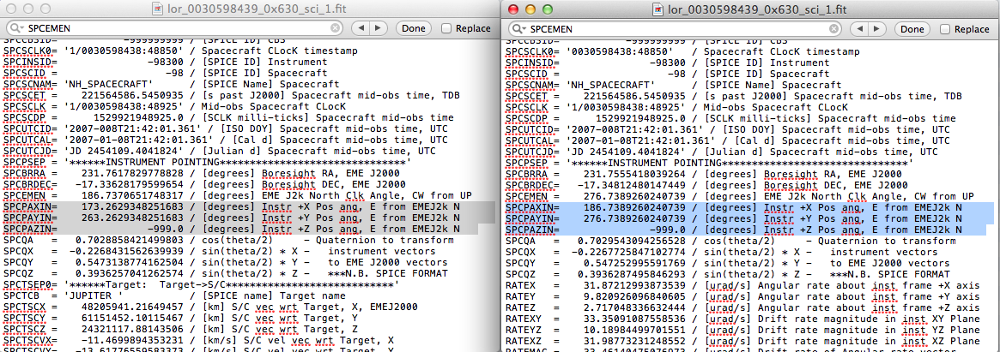 lor_0030598439_0x630_sci_1.fit
SPCEMEN Done Replace
SPCSCLK0= '1/0030598438:48850' / Spacecraft CLocK timestamp
SPCINSID= -98300 / [SPICE ID] Instrument
SPCSCID = -98 / [SPICE ID] Spacecraft
SPCSCNAM= 'NH_SPACECRAFT' / [SPICE Name] Spacecraft
SPCSCET = 221564586.5450935 / [s past J2000] Spacecraft mid-obs time, TDB
SPCSCLK = '1/0030598439:48925' / Mid-obs Spacecraft CLocK
SPCSCDP = 1529921948925.0 / [SCLK milli-ticks] Spacecraft mid-obs time
SPCUTCID= '2007-008T21:42:01.361' / [ISO DOY] Spacecraft mid-obs time, UTC
SPCUTCAL= '2007-01-08T21:42:01.361' / [Cal d] Spacecraft mid-obs time, UTC
SPCUTCJD= 'JD 2454109.4041824' / [Julian d] Spacecraft mid-obs time, UTC
SPCPSEP = '******INSTRUMENT POINTING********************************'
SPCBRRA = 231.7617829778828 / [degrees] Boresight RA, EME J2000
SPCBRDEC= -17.33628179599654 / [degrees] Boresight DEC, EME J2000
SPCEMEN = 186.7370651748317 / [degrees] EME J2k North Clk Angle, CW from UP
SPCPAXIN= 173.2629348251683 / [degrees] Instr +X Pos ang, E from EMEJ2k N
SPCPAYIN= 263.2629348251683 / [degrees] Instr +Y Pos ang, E from EMEJ2k N
SPCPAZIN= -999.0 / [degrees] Instr +Z Pos ang, E from EMEJ2k N
SPCQA = 0.7028858421499803 / cos(theta/2) - Quaternion to transform
SPCQX = -0.2268431562639939 / sin(theta/2) * X - instrument vectors
SPCQY = 0.5473138774162504 / sin(theta/2) * Y - to EME J2000 vectors
SPCQZ = 0.3936257041262574 / sin(theta/2) * Z - ***N.B. SPICE FORMAT
SPCTSEP0= '******Target: Target->S/C*****************************'
SPCTCB = 'JUPITER ' / [SPICE name] Target name
SPCTSCX = 48205941.21649457 / [km] S/C vec wrt Target, X, EMEJ2000
SPCTSCY = 61151452.10115467 / [km] S/C vec wrt Target, Y
SPCTSCZ = 24321117.88143506 / [km] S/C vec wrt Target, Z
SPCTSCVX= -11.4699894353231 / [km/s] S/C vel wrt Target, X
lor_0030598439_0x630_sci_1.fit
SPCEMEN Done Replace
SPCSCLK0= '0030598438:48850' / Spacecraft CLocK timestamp
SPCINSID= -98300 / [SPICE ID] Instrument
SPCSCID = -98 / [SPICE ID] Spacecraft
SPCSCNAM= 'NH_SPACECRAFT' / [SPICE Name] Spacecraft
SPCSCET = 221564586.5450935 / [s past J2000] Spacecraft mid-obs time, TDB
SPCSCLK = '1/0030598439:48925' / Mid-obs Spacecraft CLocK
SPCSCDP = 1529921948925.0 / [SCLK milli-ticks] Spacecraft mid-obs time
SPCUTCID= '2007-008T21:42:01.361' / [ISO DOY] Spacecraft mid-obs time, UTC
SPCUTCAL= '2007-01-08T21:42:01.361' / [Cal d] Spacecraft mid-obs time, UTC
SPCUTCJD= 'JD 2454109.4041824' / [Julian d] Spacecraft mid-obs time, UTC
SPCPSEP = '******INSTRUMENT POINTING********************************'
SPCBRRA = 231.7555418039264 / [degrees] Boresight RA, EME J2000
SPCBRDEC= -17.34812480147449 / [degrees] Boresight DEC, EME J2000
SPCEMEN = 276.7389260240739 / [degrees] EME J2k North Clk Angle, CW from UP
SPCPAXIN= 186.7389260240739 / [degrees] Instr +X Pos ang, E from EMEJ2k N
SPCPAYIN= 276.7389260240739 / [degrees] Instr +Y Pos ang, E from EMEJ2k N
SPCPAZIN= -999.0 / [degrees] Instr +Z Pos ang, E from EMEJ2k N
SPCQA = 0.7029543094256528 / cos(theta/2) - Quaternion to transform
SPCQX = -0.2267725847102774 / sin(theta/2) * X - instrument vectors
SPCQY = 0.547252995591769 / sin(theta/2) * Y - to EME J2000 vectors
SPCQZ = 0.3936287495846293 / sin(theta/2) * Z - ***N.B. SPICE FORMAT
RATEX = 31.87212993873539 / [urad/s] Angular rate about inst frame +X axis
RATEY = 9.820926096840605 / [urad/s] Angular rate about inst frame +Y axis
RATEZ = 2.717048336632444 / [urad/s] Angular rate about inst frame +Z axis
RATEXY = 33.35091087558536 / [urad/s] Drift rate magnitude in inst XY Plane
RATEYZ = 10.18984499701551 / [urad/s] Drift rate magnitude in inst YZ Plane
RATEZX = 31.98773231248552 / [urad/s] Drift rate magnitude in inst ZX Plane